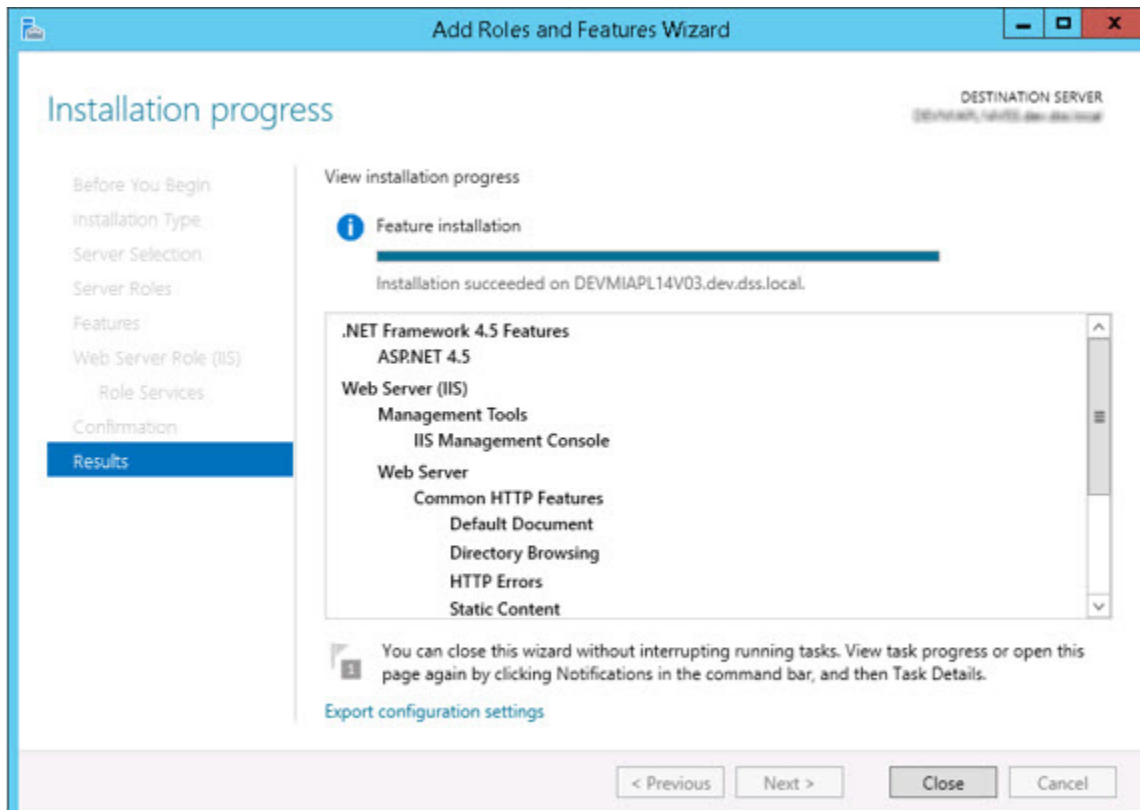 Add Roles and Features Wizard
Installation progress
DESTINATION SERVER
Before You Begin
Installation Type
Server Selection
Server Roles
Features
Web Server Role (IIS)
Role Services
Confirmation
Results
View installation progress
Feature installation
Installation succeeded on DEVMIAPL14V03.dev.dss.local.
.NET Framework 4.5 Features
ASP.NET 4.5
Web Server (IIS)
Management Tools
IIS Management Console
Web Server
Common HTTP Features
Default Document
Directory Browsing
HTTP Errors
Static Content
1
You can close this wizard without interrupting running tasks. View task progress or open this
page again by clicking Notifications in the command bar, and then Task Details.
Export configuration settings
< Previous
Next >
Close
Cancel